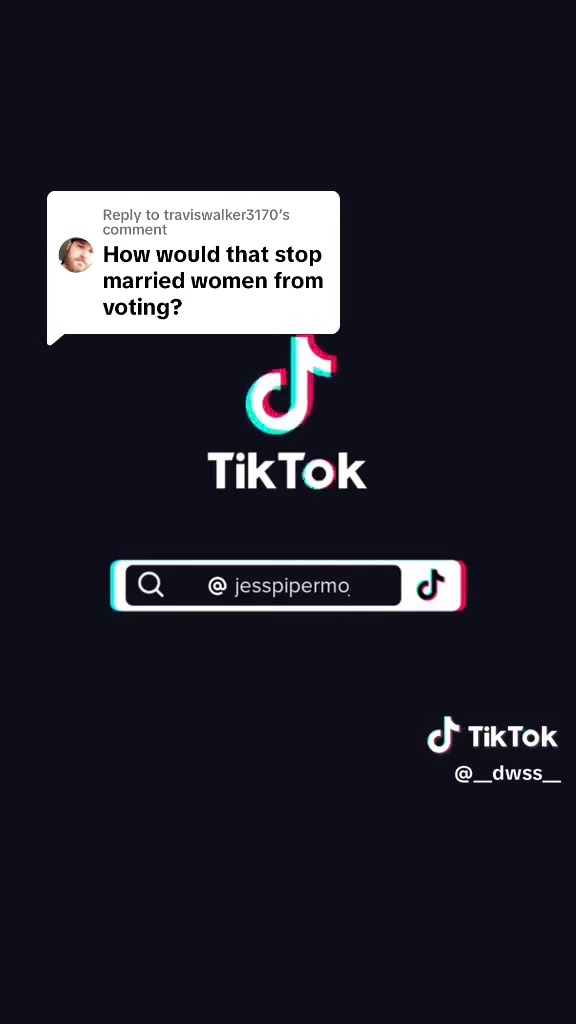 Reply to traviswalker3170's
comment
How would that stop
married women from
voting?
TikTok
@ jesspipermo
TikTok
@__dwss__